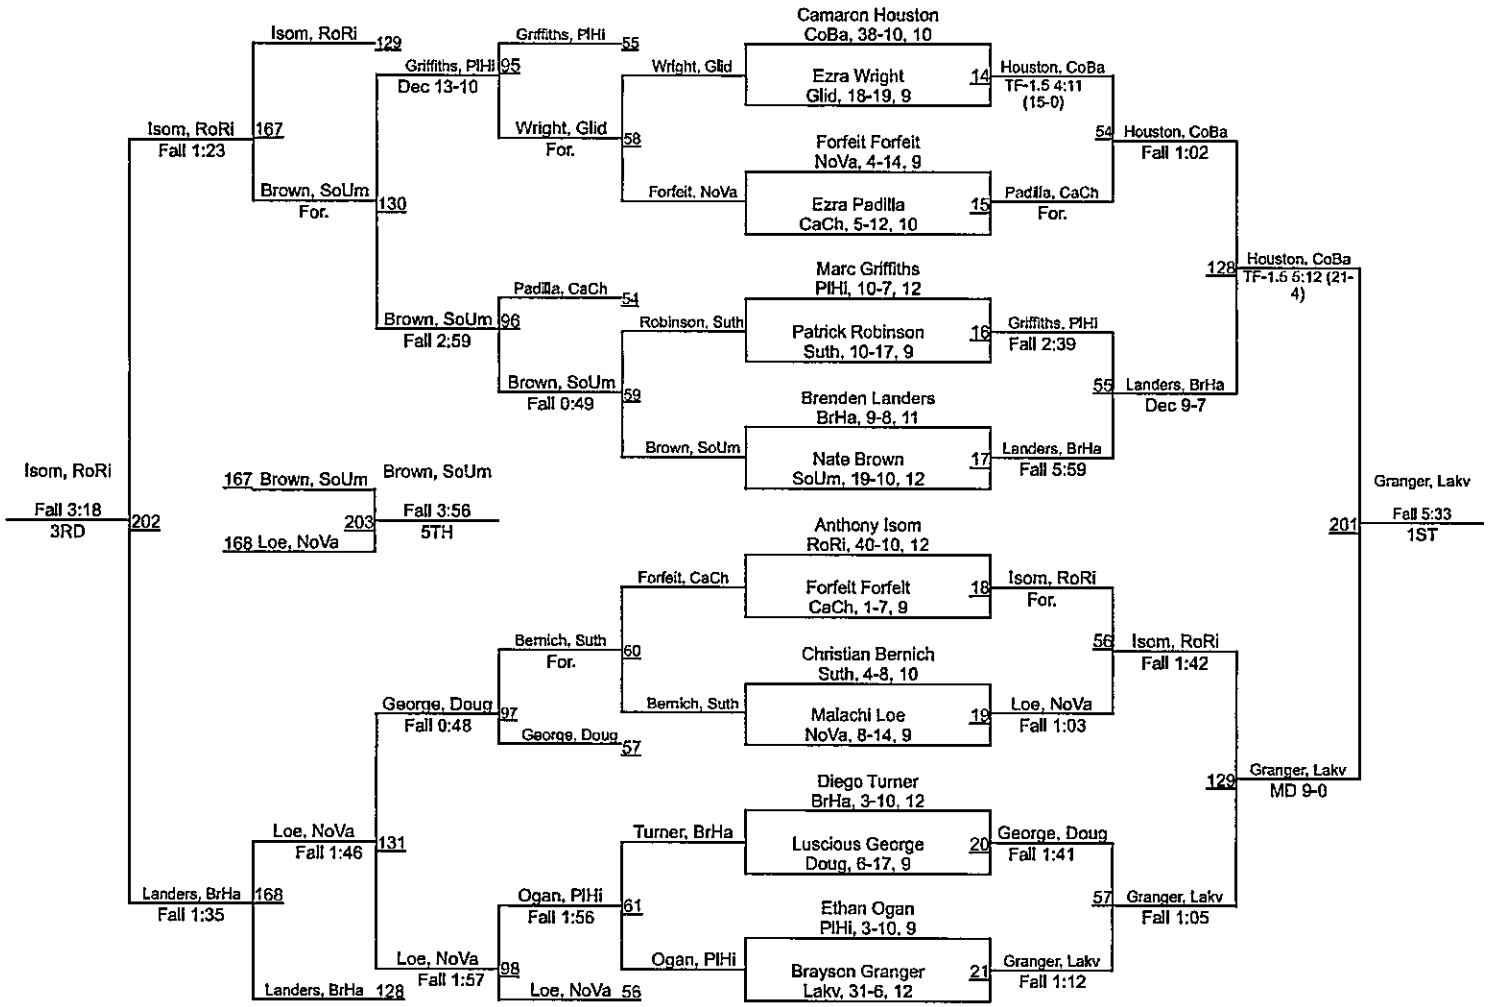 Camaron Houston
CoBa, 38-10, 10
Ezra Wright
Glid, 18-19, 9
14
Forfeit Forfeit
NoVa, 4-14, 9
Ezra Padilla
CaCh, 5-12, 10
15
Marc Griffiths
PlHi, 10-7, 12
Patrick Robinson
Suth, 10-17, 9
16
Brenden Landers
BrHa, 9-8, 11
Nate Brown
SoUm, 19-10, 12
17
Anthony Isom
RoRi, 40-10, 12
Forfeit Forfeit
CaCh, 1-7, 9
18
Christian Bernich
Suth, 4-8, 10
Malachi Loe
NoVa, 8-14, 9
19
Diego Turner
BrHa, 3-10, 12
Luscious George
Doug, 6-17, 9
20
Ethan Ogan
PlHi, 3-10, 9
Brayson Granger
Lakv, 31-6, 12
21
Houston, CoBa
TF-1.5 4:11
(15-0)
Padilla, CaCh
For.
54
Griffiths, PlHi
Fall 2:39
Landers, BrHa
Fall 5:59
55
Isom, RoRi
For.
Loe, NoVa
Fall 1:03
56
George, Doug
Fall 1:41
Granger, Lakv
Fall 1:12
57
Houston, CoBa
Fall 1:02
Landers, BrHa
Dec 9-7
128
Isom, RoRi
Fall 1:42
Granger, Lakv
Fall 1:05
129
Houston, CoBa
TF-1.5 5:12 (21-
4)
Granger, Lakv
MD 9-0
201
Granger, Lakv
Fall 5:33
1ST
Wright, Glid
Forfeit, NoVa
58
Robinson, Suth
Brown, SoUm
59
Forfeit, CaCh
Bernich, Suth
60
Turner, BrHa
Ogan, PlHi
61
Griffiths, PlHi
55
Wright, Glid
For.
95
Padilla, CaCh
54
Brown, SoUm
Fall 0:49
96
Bernich, Suth
For.
George, Doug
57
97
Ogan, PlHi
Fall 1:56
Loe, NoVa
56
98
Griffiths, PlHi
Dec 13-10
Brown, SoUm
Fall 2:59
130
George, Doug
Fall 0:48
Loe, NoVa
Fall 1:57
131
Isom, RoRi
129
Brown, SoUm
For.
167
Loe, NoVa
Fall 1:46
Landers, BrHa
128
168
Isom, RoRi
Fall 1:23
Landers, BrHa
Fall 1:35
202
Isom, RoRi
Fall 3:18
3RD
167 Brown, SoUm
168 Loe, NoVa
203
Brown, SoUm
Fall 3:56
5TH